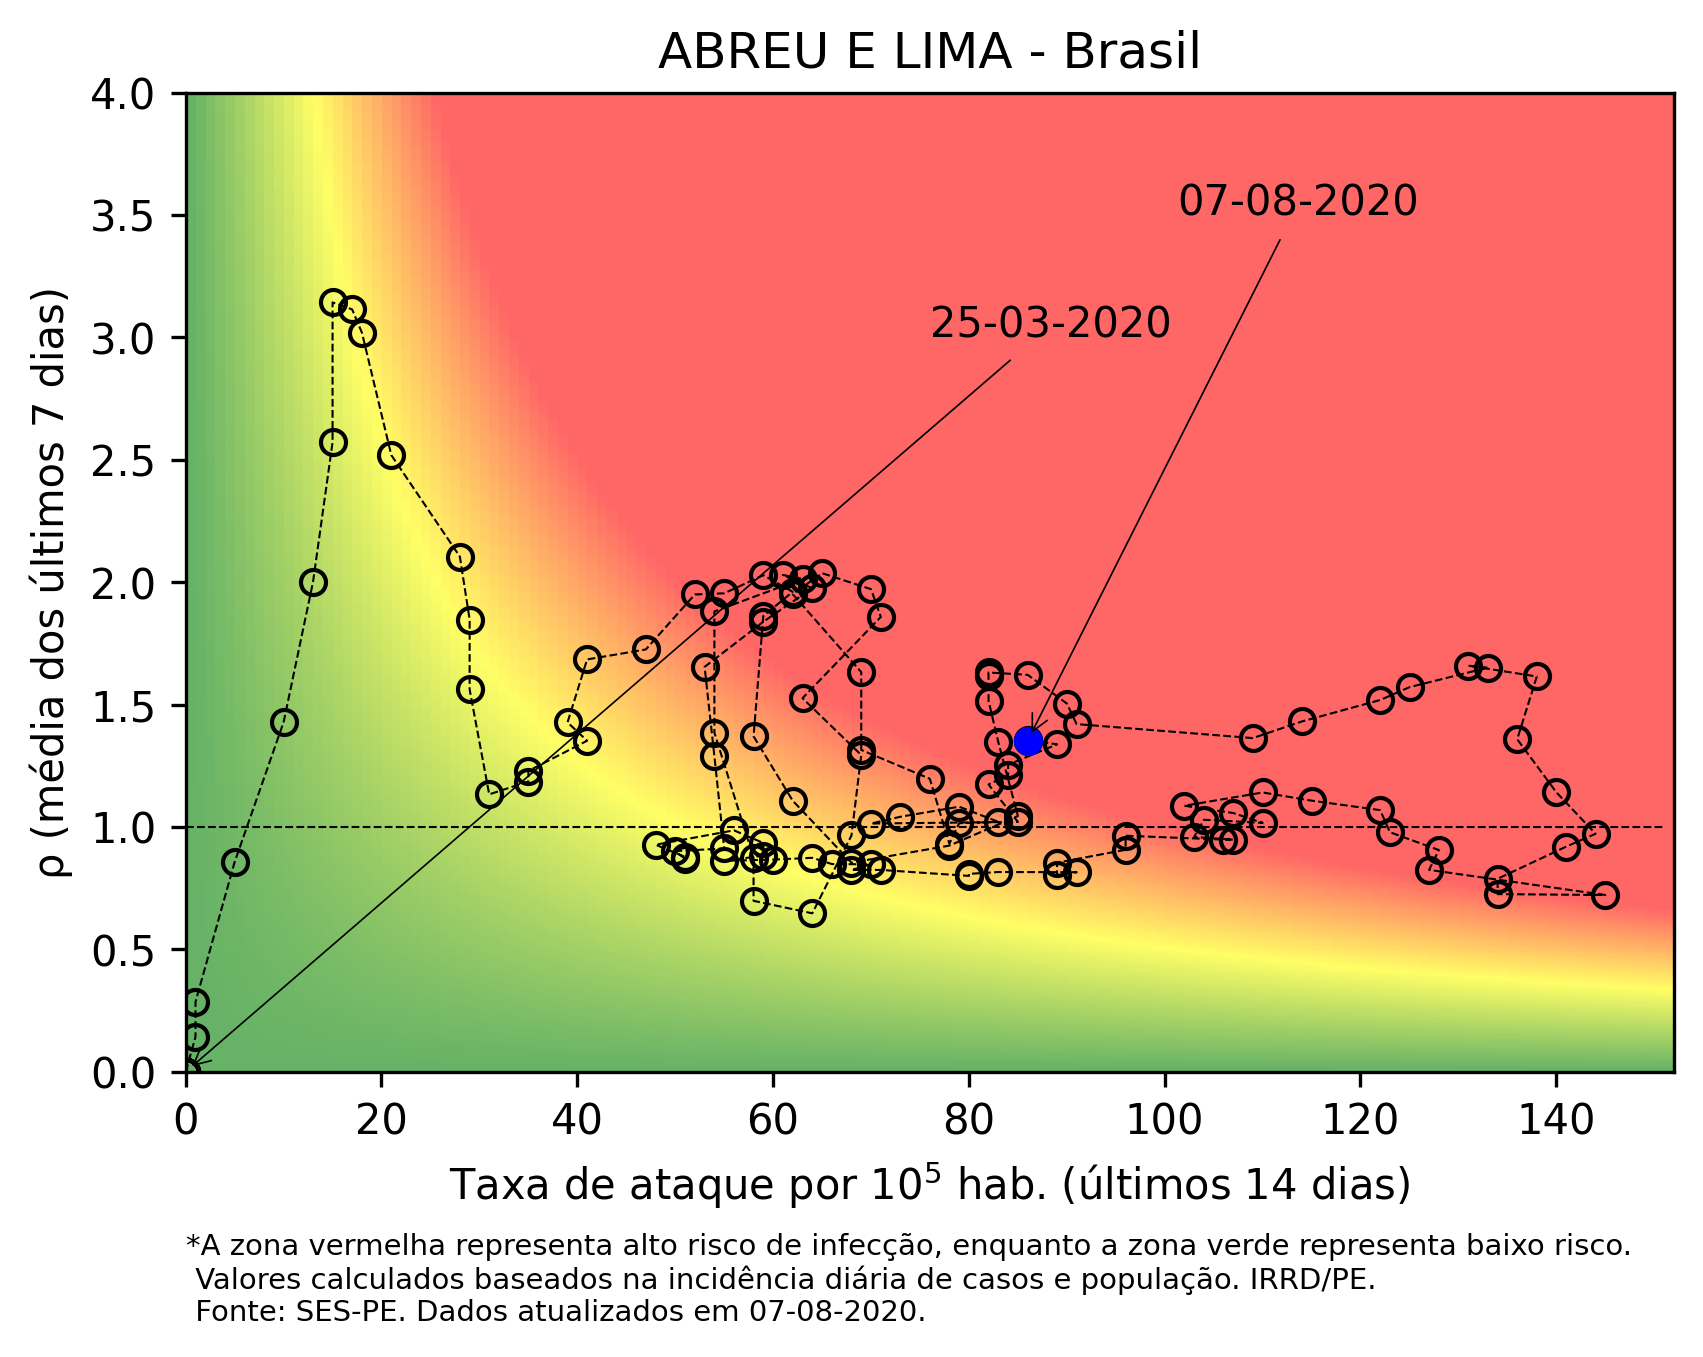 ABREU E LIMA - Brasil
4.0
3.5
3.0
2.5
2.0
1.5
1.0
0.5
0.0
ρ (média dos últimos 7 dias)
07-08-2020
25-03-2020
0 20 40 60 80 100 120 140
Taxa de ataque por 10⁵ hab. (últimos 14 dias)
*A zona vermelha representa alto risco de infecção, enquanto a zona verde representa baixo risco.
Valores calculados baseados na incidência diária de casos e população. IRRD/PE.
Fonte: SES-PE. Dados atualizados em 07-08-2020.